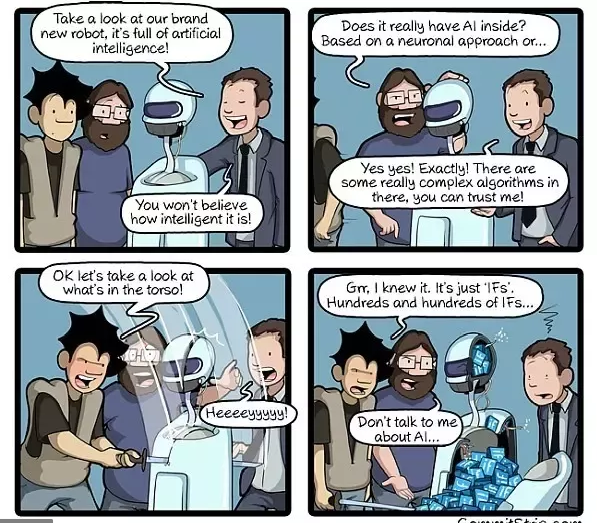 Take a look at our brand
new robot, it's full of artificial
intelligence!
You won't believe
how intelligent it is!
Does it really have AI inside?
Based on a neuronal approach or...
Yes yes! Exactly! There are
some really complex algorithms in
there, you can trust me!
OK let's take a look at
what's in the torso!
Heeeeyyyyy!
Grr, I knew it. It's just 'IFs'.
Hundreds and hundreds of IFs...
Don't talk to me
about AI...
CommitStrip.com